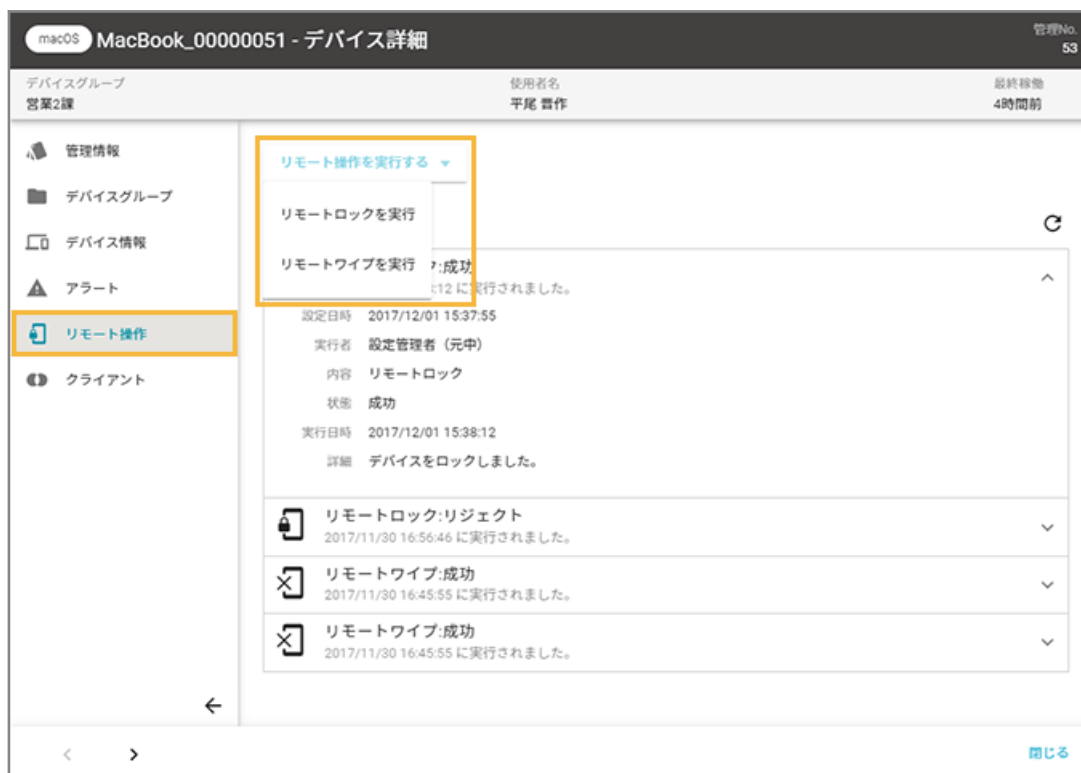 macOS MacBook_00000051 - デバイス詳細
管理No.
53
デバイスグループ
営業2課
使用者名
平尾 晋作
最終稼働
4時間前
管理情報
デバイスグループ
デバイス情報
アラート
リモート操作
クライアント
リモート操作を実行する
リモートロックを実行
リモートワイプを実行
:成功
:12 に実行されました。
設定日時 2017/12/01 15:37:55
実行者 設定管理者（元中）
内容 リモートロック
状態 成功
実行日時 2017/12/01 15:38:12
詳細 デバイスをロックしました。
リモートロック:リジェクト
2017/11/30 16:56:46 に実行されました。
リモートワイプ:成功
2017/11/30 16:45:55 に実行されました。
リモートワイプ:成功
2017/11/30 16:45:55 に実行されました。
閉じる